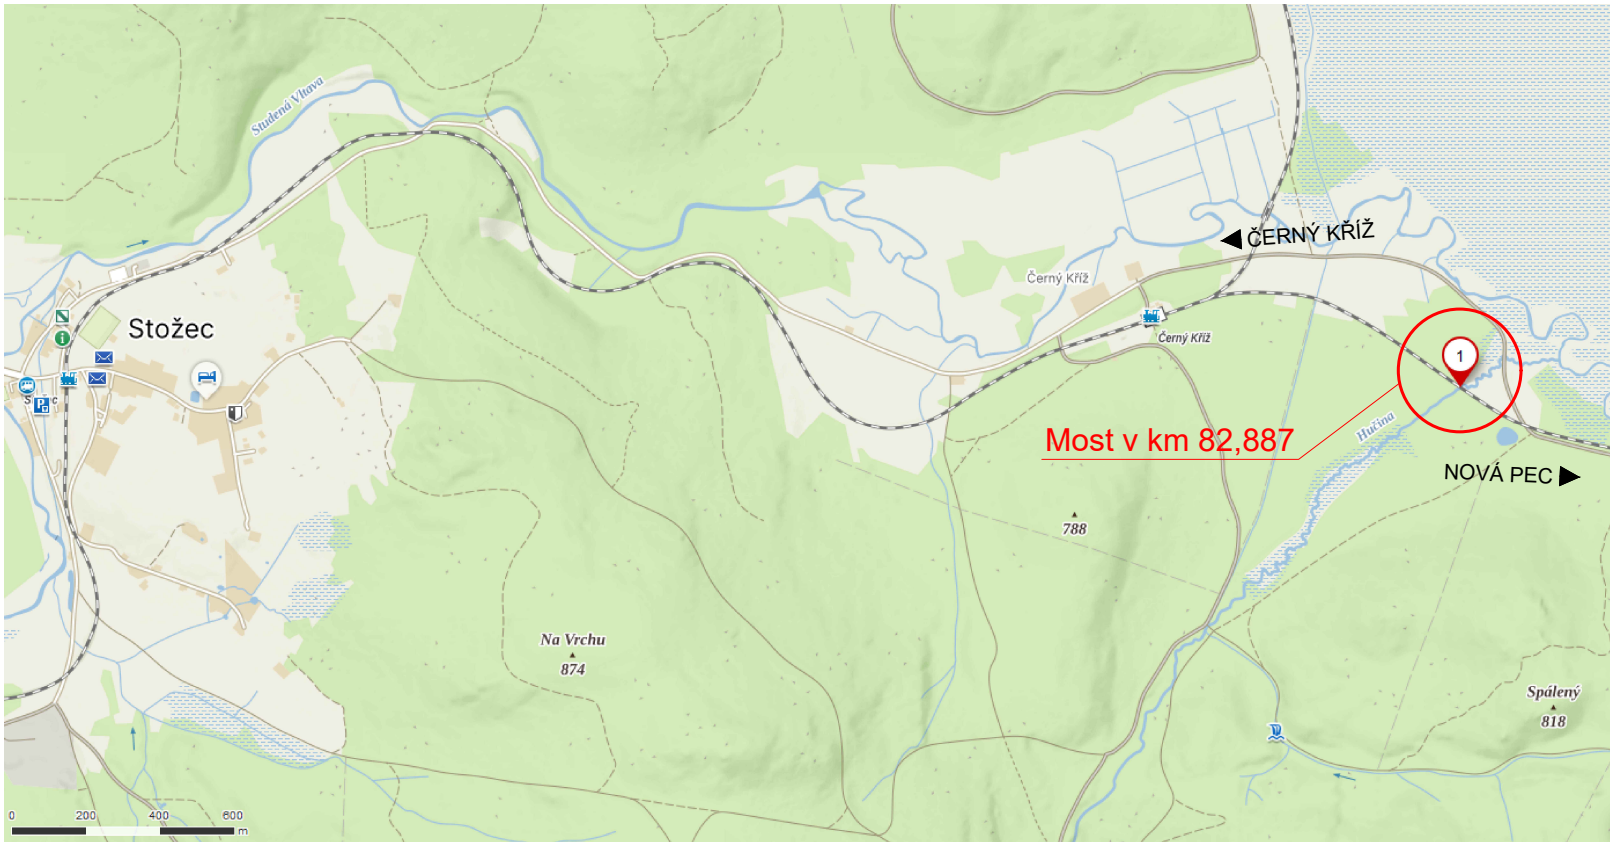 Studená Vltava
ČERNÝ KŘÍŽ
Černý Kříž
Stožec
Černý Kříž
1
Hučina
Most v km 82,887
NOVÁ PEC
788
Na Vrchu
874
Spálený
818
0 200 400 600
m